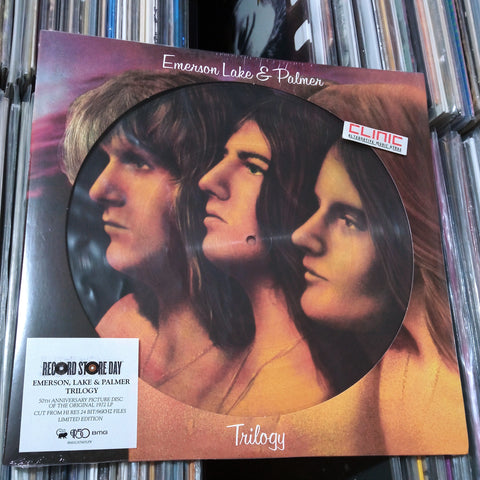 Emerson Lake & Palmer
CLINIC
ALTERNATIVE MUSIC STORE
RECORD STORE DAY
EMERSON, LAKE & PALMER
TRILOGY
50TH ANNIVERSARY PICTURE DISC
OF THE ORIGINAL 1972 LP
CUT FROM HI RES 24 BIT/96KHZ FILES
LIMITED EDITION
BMG
Trilogy